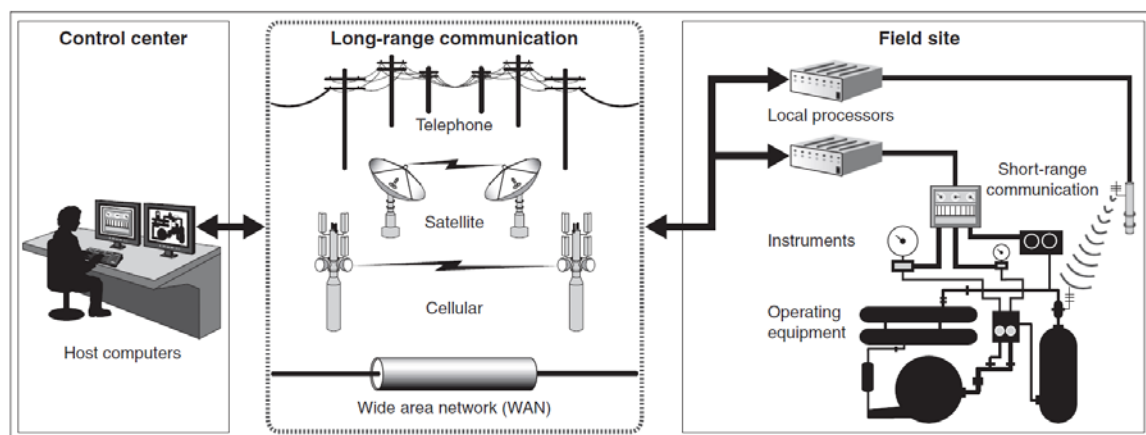 Control center
Host computers
Long-range communication
Telephone
Satellite
Cellular
Wide area network (WAN)
Field site
Local processors
Short-range
communication
Instruments
Operating
equipment